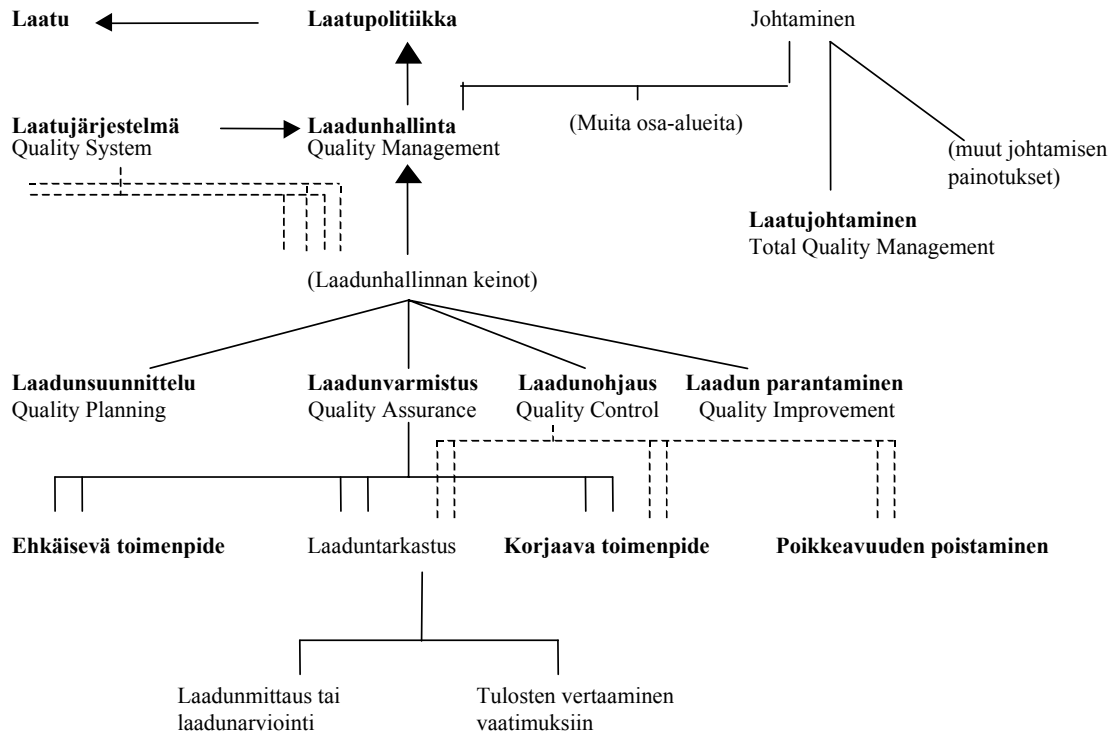 Laatu
Laatupolitiikka
Johtaminen
Laatujärjestelmä
Quality System
Laadunhallinta
Quality Management
(Muita osa-alueita)
(muut johtamisen
painotukset)
Laatujohtaminen
Total Quality Management
(Laadunhallinnan keinot)
Laadunsuunnittelu
Quality Planning
Laadunvarmistus
Quality Assurance
Laadunohjaus
Quality Control
Laadun parantaminen
Quality Improvement
Ehkäisevä toimenpide
Laaduntarkastus
Korjaava toimenpide
Poikkeavuuden poistaminen
Laadunmittaus tai
laadunarviointi
Tulosten vertaaminen
vaatimuksiin